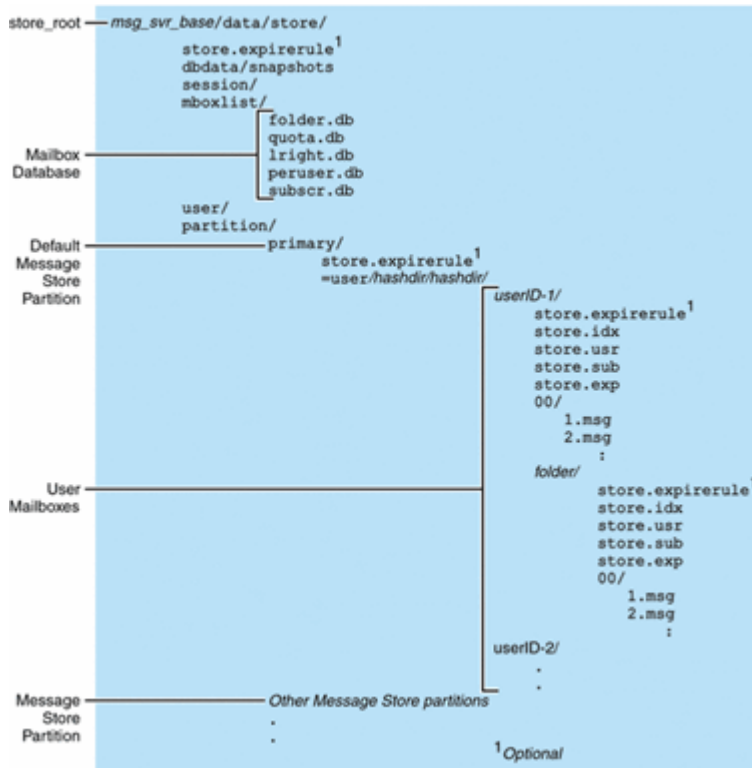 store_root
msg_svr_base/data/store/
store.expirerule1
dbdata/snapshots
session/
mboxlist/
folder.db
quota.db
Mailbox Database
lright.db
peruser.db
subscr.db
user/
partition/
Default Message Store Partition
primary/
store.expirerule1
=user/hashdir/hashdir/
userID-1/
store.expirerule1
store.idx
store.usr
store.sub
store.exp
00/
1.msg
2.msg
:
folder/
User Mailboxes
store.expirerule1
store.idx
store.usr
store.sub
store.exp
00/
1.msg
2.msg
:
userID-2/
.
.
Message Store Partition
Other Message Store partitions
.
.
1Optional